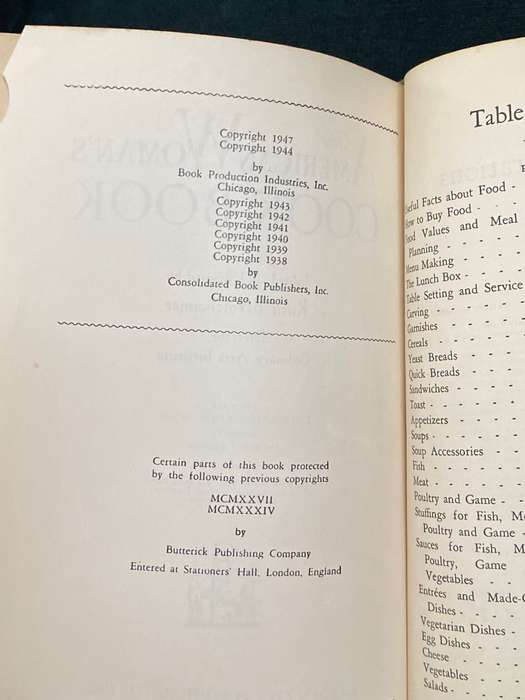 Copyright 1947
Copyright 1944
by
Book Production Industries, Inc.
Chicago, Illinois
Copyright 1943
Copyright 1942
Copyright 1941
Copyright 1940
Copyright 1939
Copyright 1938
by
Consolidated Book Publishers, Inc.
Chicago, Illinois
Certain parts of this book protected
by the following previous copyrights
MCMXXVII
MCMXXXIV
by
Butterick Publishing Company
Entered at Stationers' Hall, London, England
Table
Facts about Food - -
to Buy Food - - -
Values and Meal
Planning - - - -
Menu Making - - - -
The Lunch Box - - - -
Table Setting and Service
Carving - - - - -
Garnishes - - - -
Cereals - - - - -
Yeast Breads - - -
Quick Breads - - -
Sandwiches - - - -
Toast - - - - -
Appetizers - - - -
Soups - - - - -
Soup Accessories - -
Fish - - - - -
Meat - - - - -
Poultry and Game - -
Stuffings for Fish,
Poultry and Game -
Sauces for Fish,
Poultry, Game
Vegetables - - -
Entrées and Made-
Dishes - - - -
Vegetarian Dishes -
Egg Dishes - - -
Cheese - - - -
Vegetables - - -
Salads - - - -